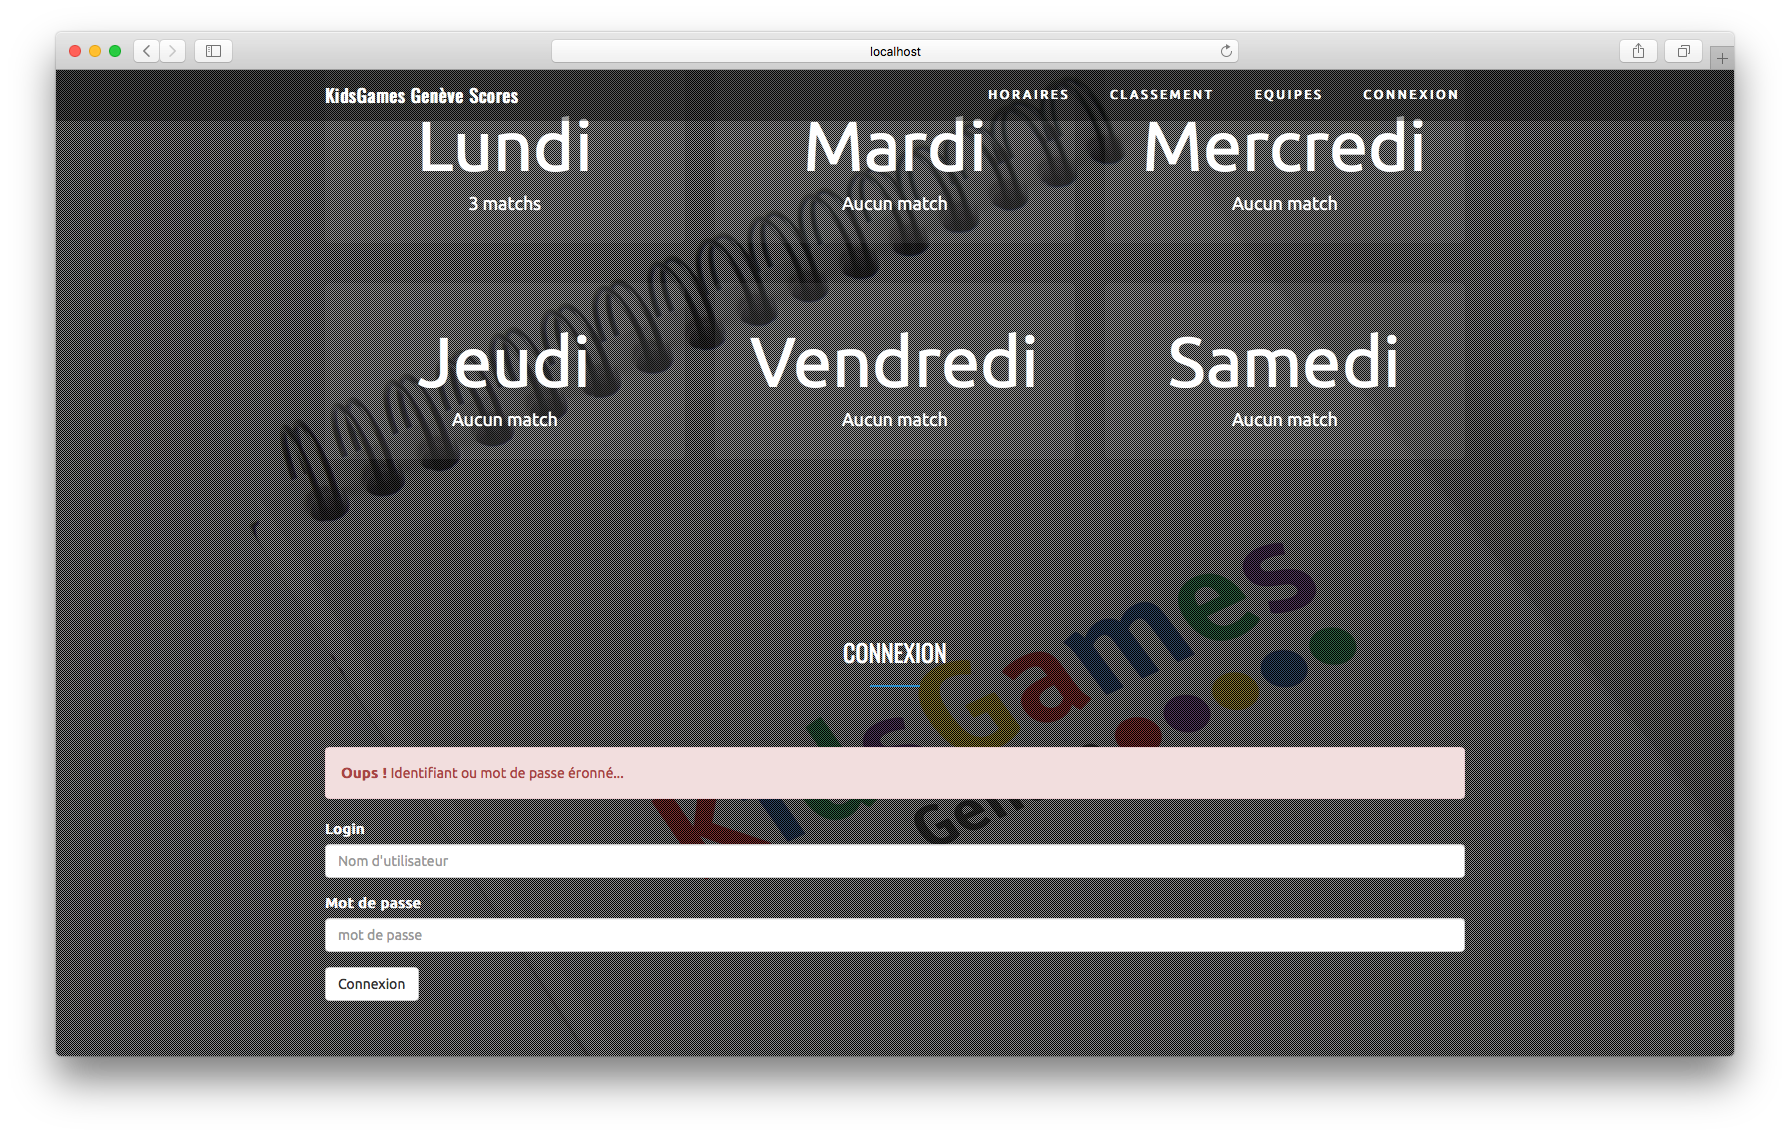 localhost
KidsGames Genève Scores
HORAIRES CLASSEMENT EQUIPES CONNEXION
Lundi Mardi Mercredi
3 matchs Aucun match Aucun match
Jeudi Vendredi Samedi
Aucun match Aucun match Aucun match
KidsGames
CONNEXION
Oups ! Identifiant ou mot de passe éronné...
Login
Nom d'utilisateur
Mot de passe
mot de passe
Connexion